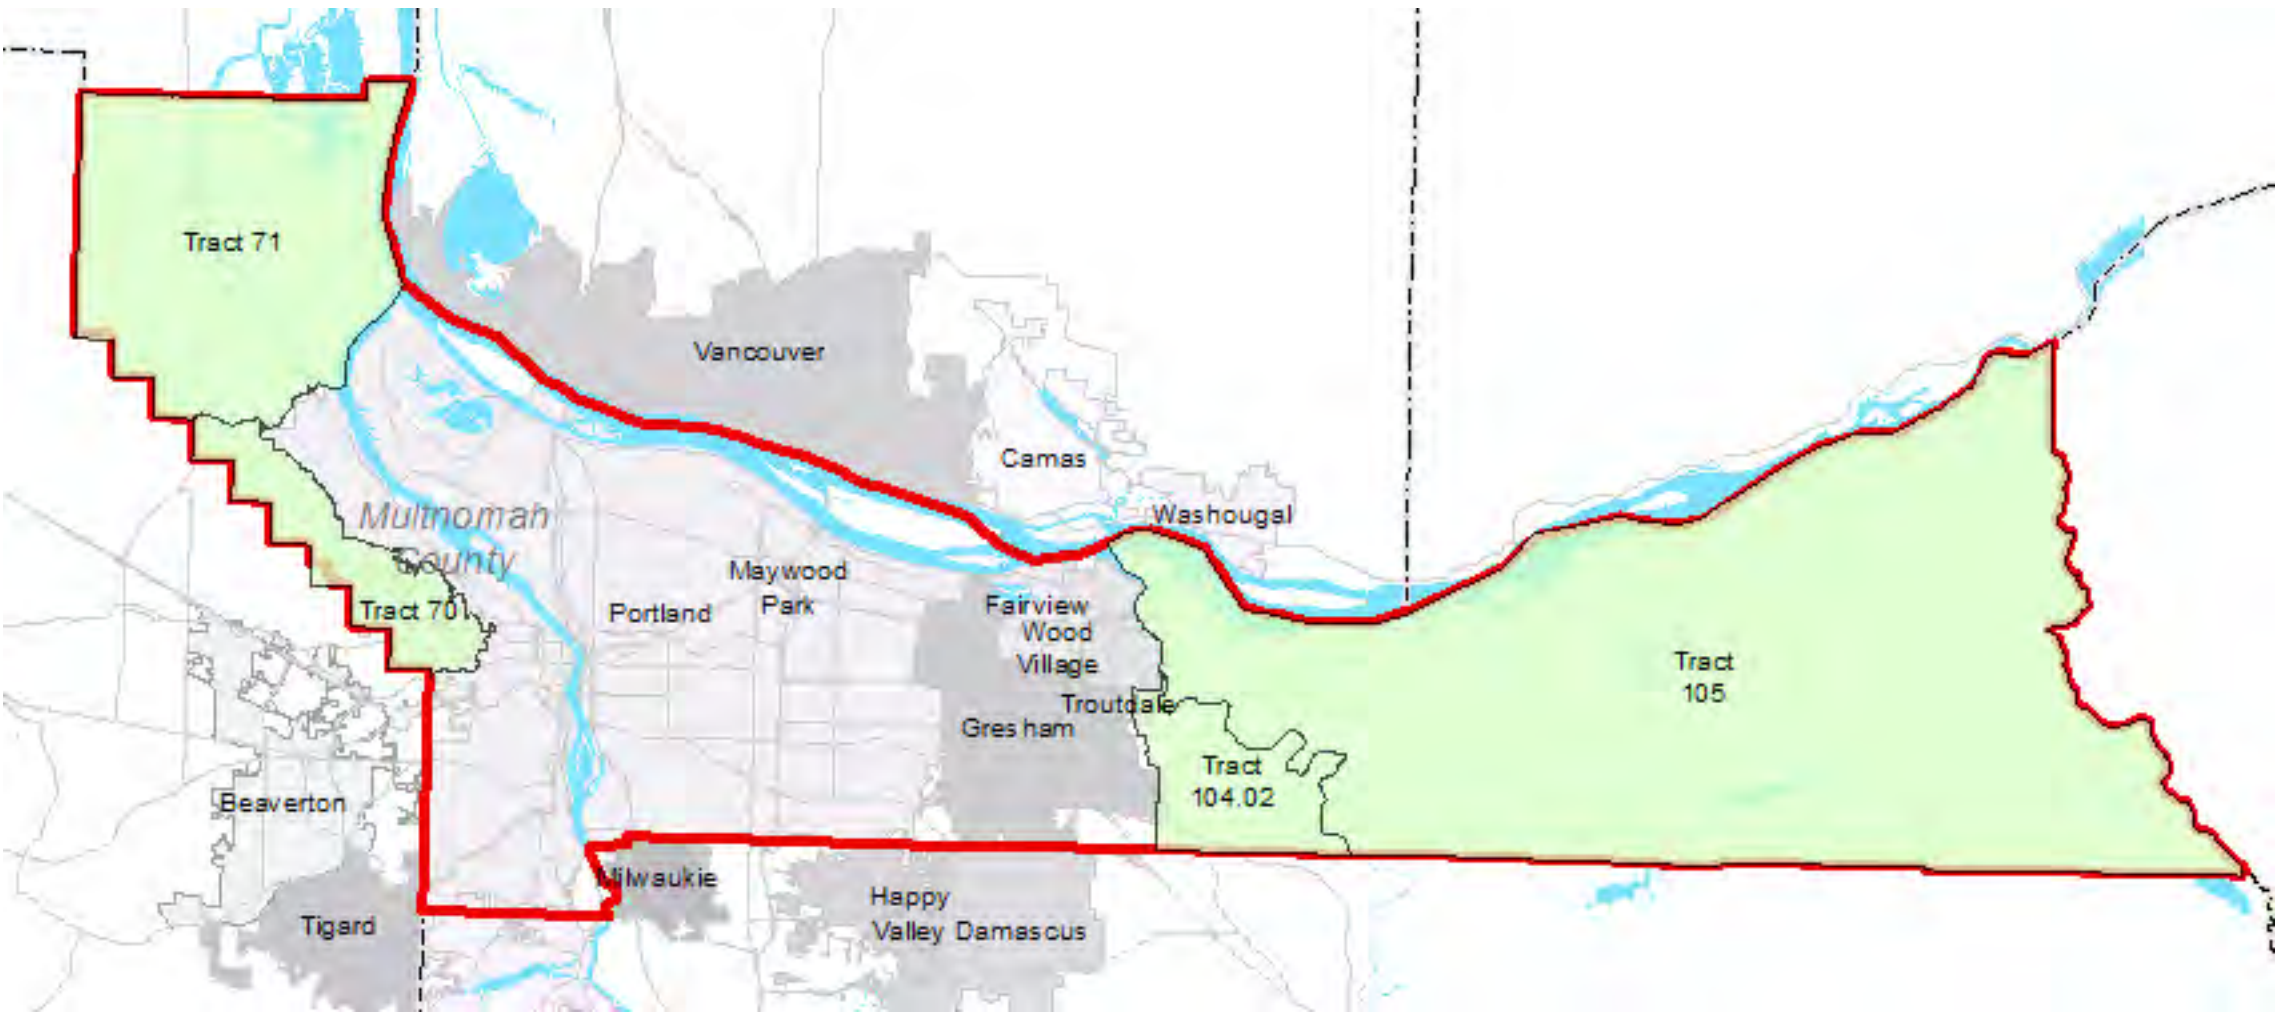 Tract 71
Vancouver
Camas
Washougal
Multnomah
County
Maywood
Park
Portland
Tract 70
Fairview
Wood
Village
Troutdale
Gresham
Tract
105
Tract
104.02
Beaverton
Milwaukie
Happy
Valley Damascus
Tigard